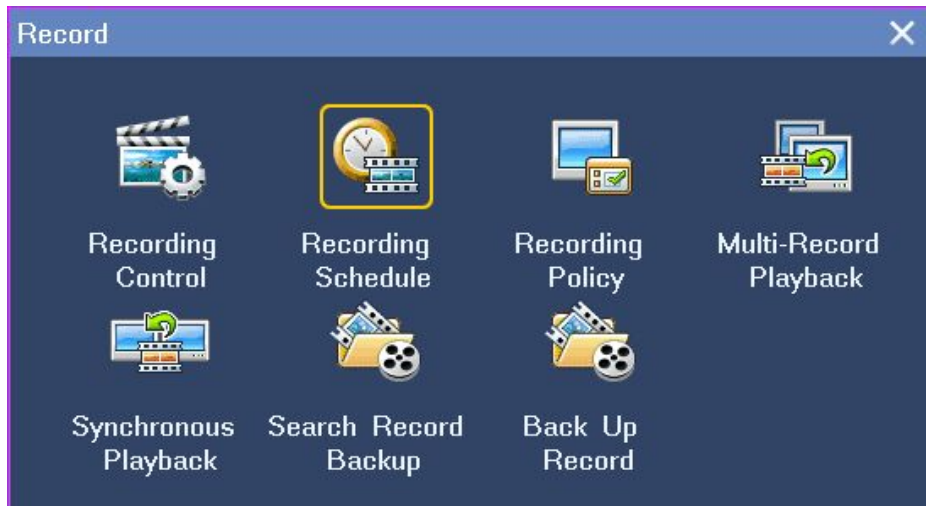 Record
Recording
Control
Recording
Schedule
Recording
Policy
Multi-Record
Playback
Synchronous
Playback
Search Record
Backup
Back Up
Record